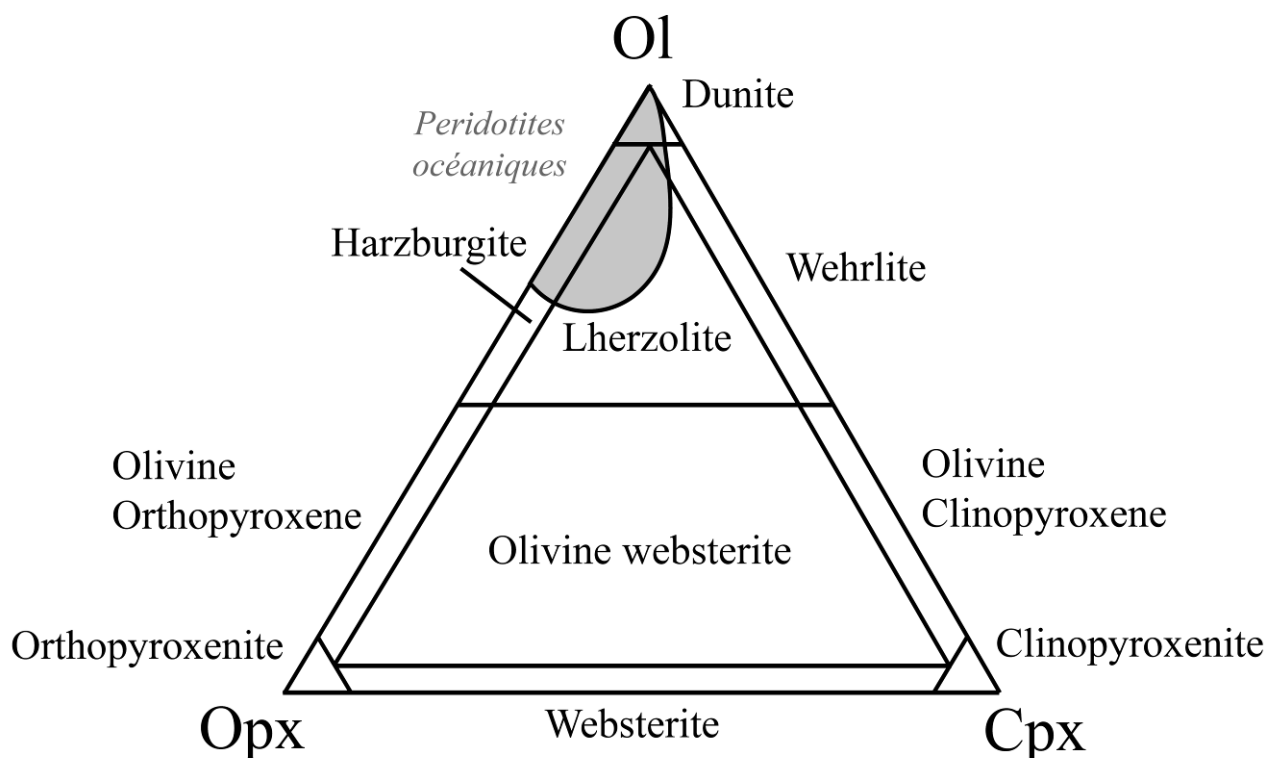 Ol
Dunite
Peridotites
océaniques
Harzburgite
Wehrlite
Lherzolite
Olivine
Orthopyroxene
Olivine
Clinopyroxene
Olivine websterite
Orthopyroxenite
Clinopyroxenite
Opx
Websterite
Cpx